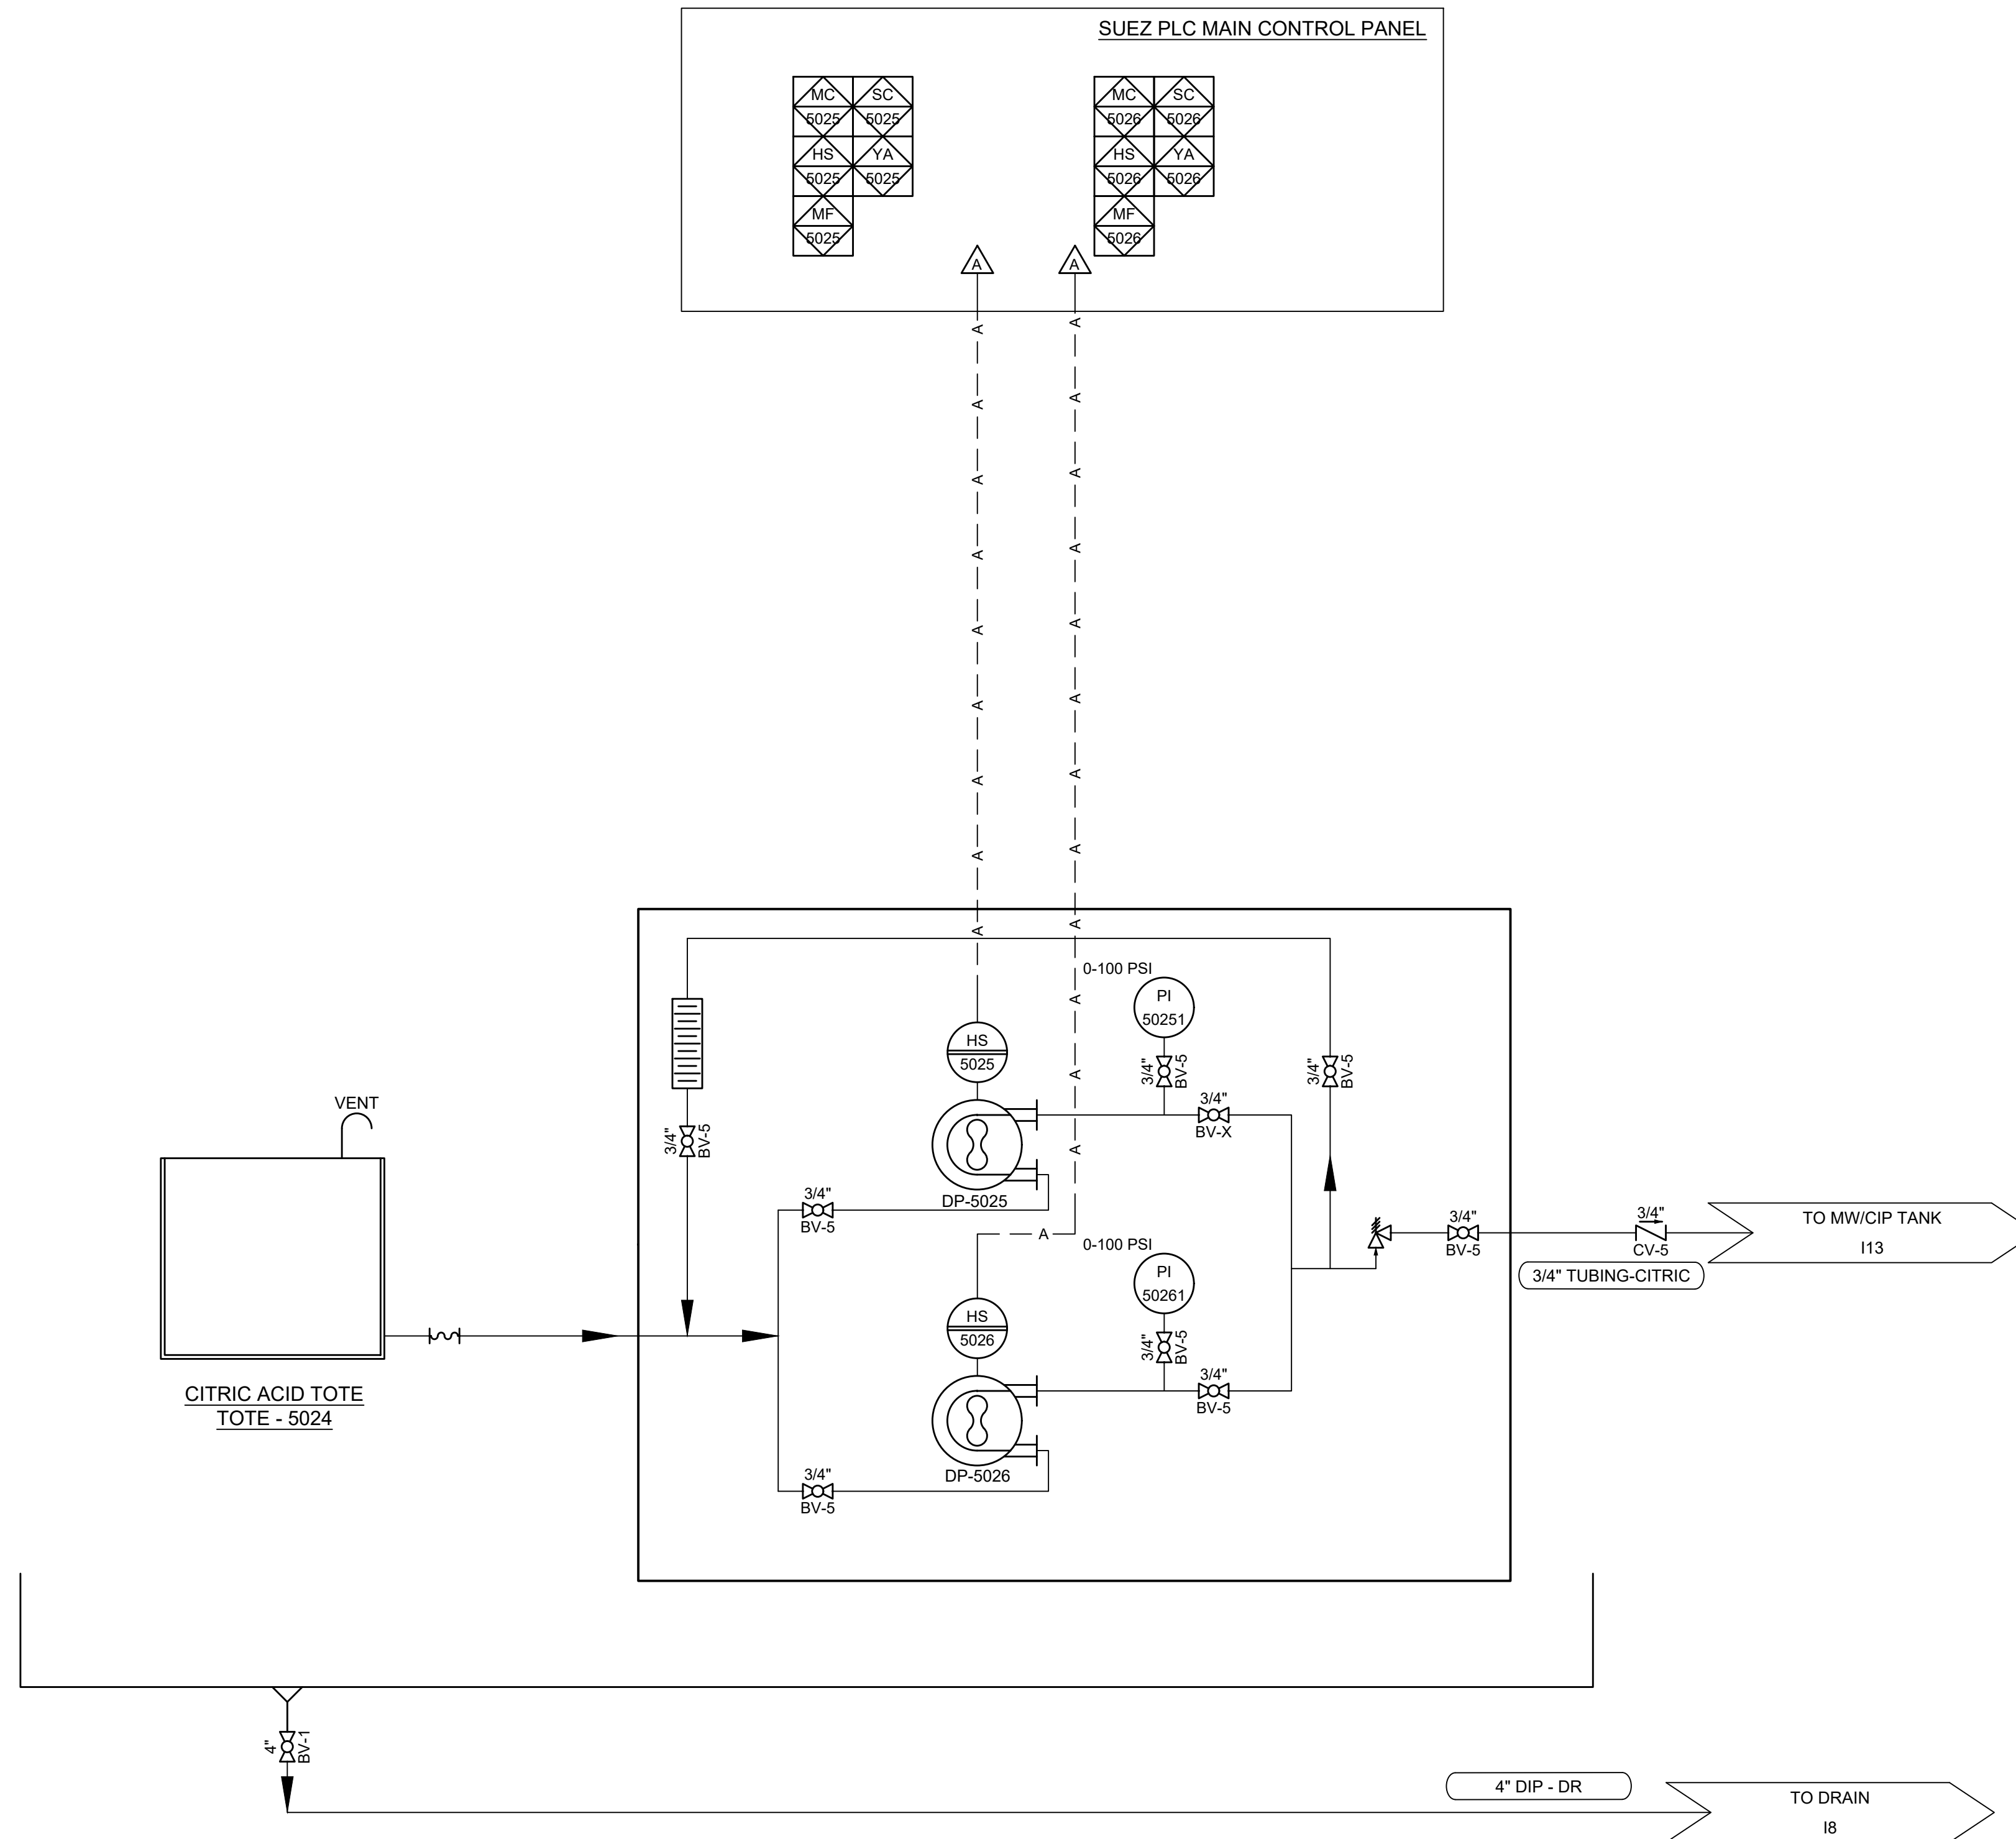 SUEZ PLC MAIN CONTROL PANEL
MC SC
5025 5025
HS YA
5025 5025
MF
5025
MC SC
5026 5026
HS YA
5026 5026
MF
5026
A A
A A
A A
A A
A A
A A
A A
A A
A A
A A
A
A
A
A
0-100 PSI
PI
50251
HS
5025
3/4"
BV-5
3/4"
BV-5
3/4"
BV-X
3/4"
BV-5
DP-5025
3/4"
BV-5
VENT
CITRIC ACID TOTE
TOTE - 5024
A
0-100 PSI
PI
50261
HS
5026
3/4"
BV-5
3/4"
BV-5
DP-5026
3/4"
BV-5
3/4"
BV-5
3/4"
CV-5
3/4" TUBING-CITRIC
TO MW/CIP TANK
I13
4"
BV-1
4" DIP - DR
TO DRAIN
I8